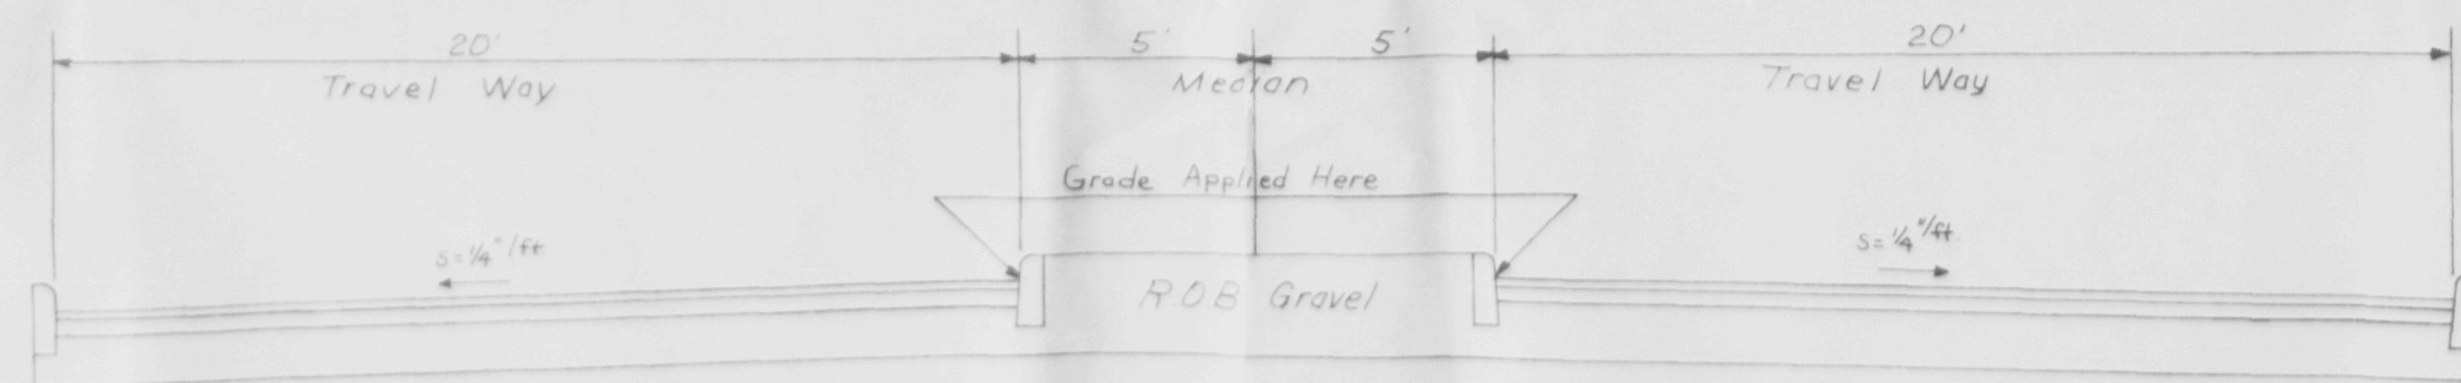 20' 5' 5' 20'
Travel Way Median Travel Way
Grade Applied Here
s=1/4"/ft s=1/4"/ft
ROB Gravel